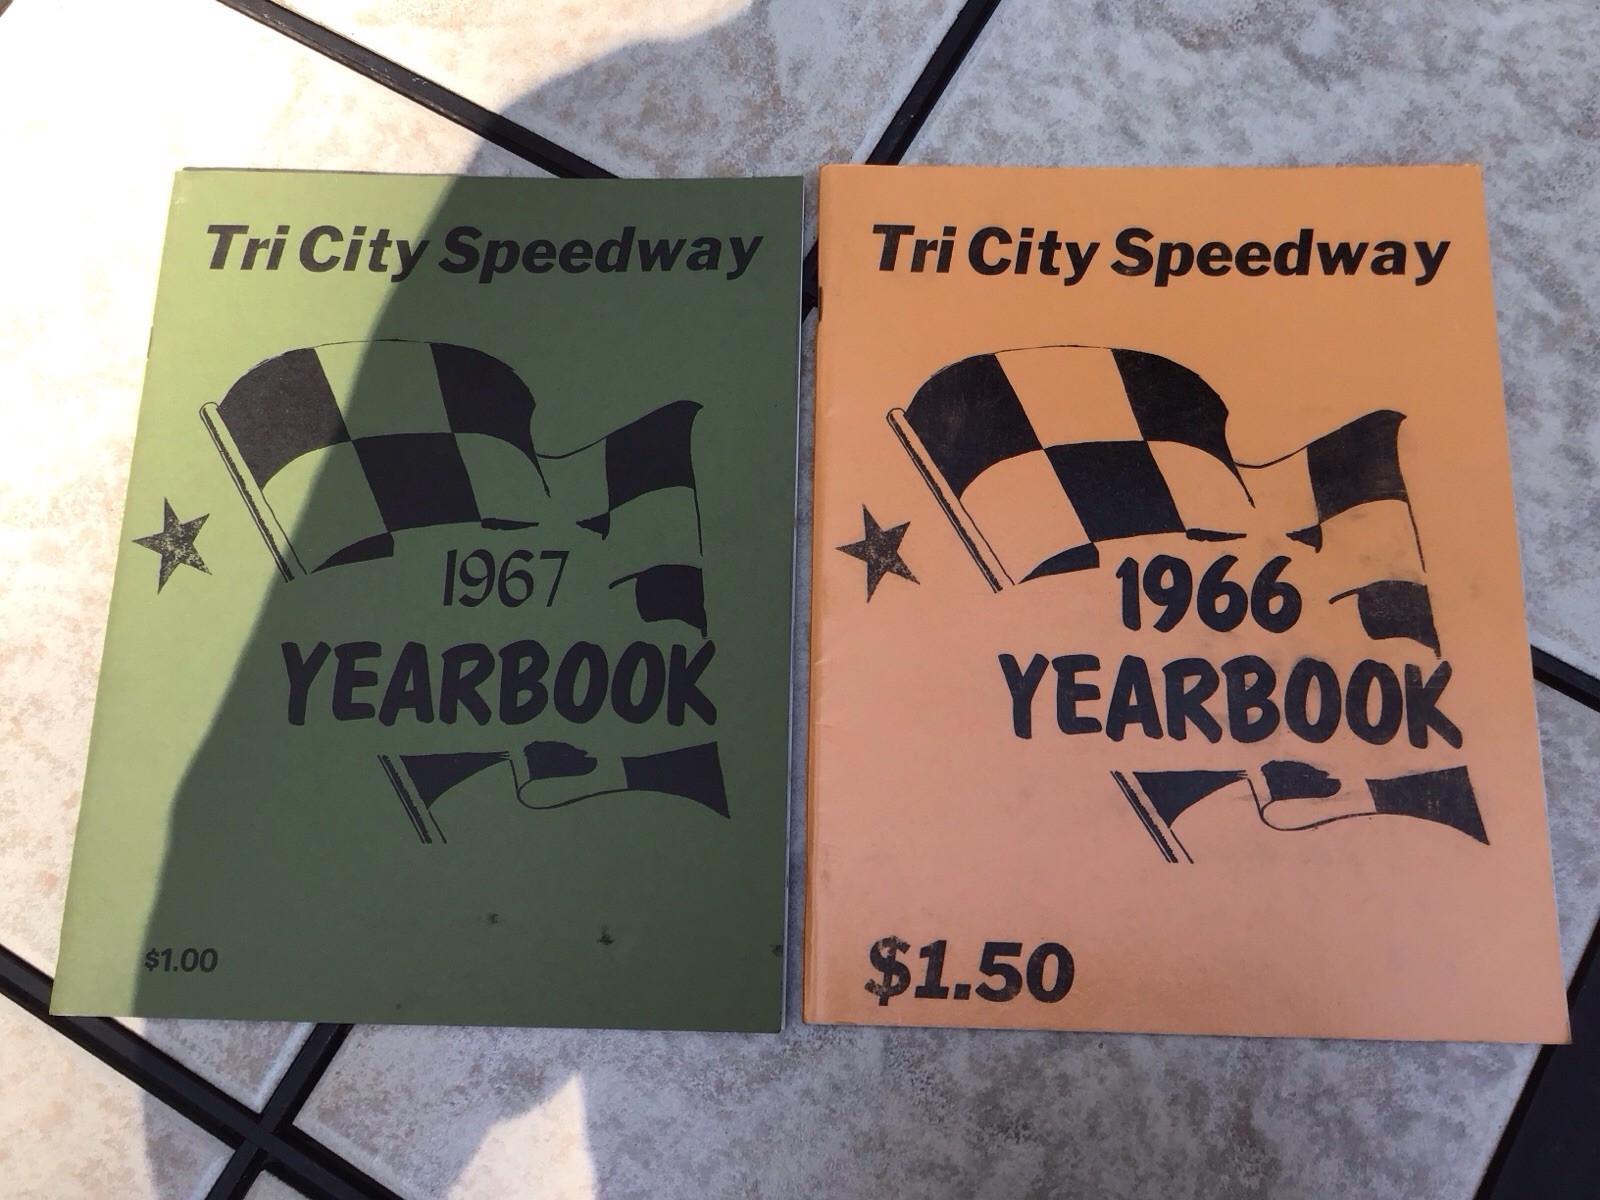 Tri City Speedway
1967
YEARBOOK
$1.00
Tri City Speedway
1966
YEARBOOK
$1.50